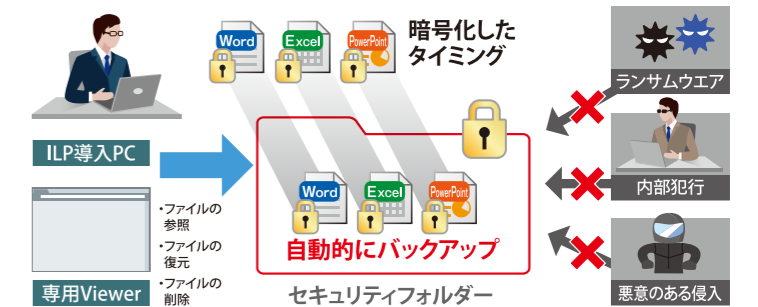 Word
Excel
PowerPoint
暗号化した
タイミング
ランサムウエア
ILP導入PC
内部犯行
Word
Excel
PowerPoint
・ファイルの
参照
・ファイルの
復元
・ファイルの
削除
自動的にバックアップ
専用Viewer
セキュリティフォルダー
悪意のある侵入